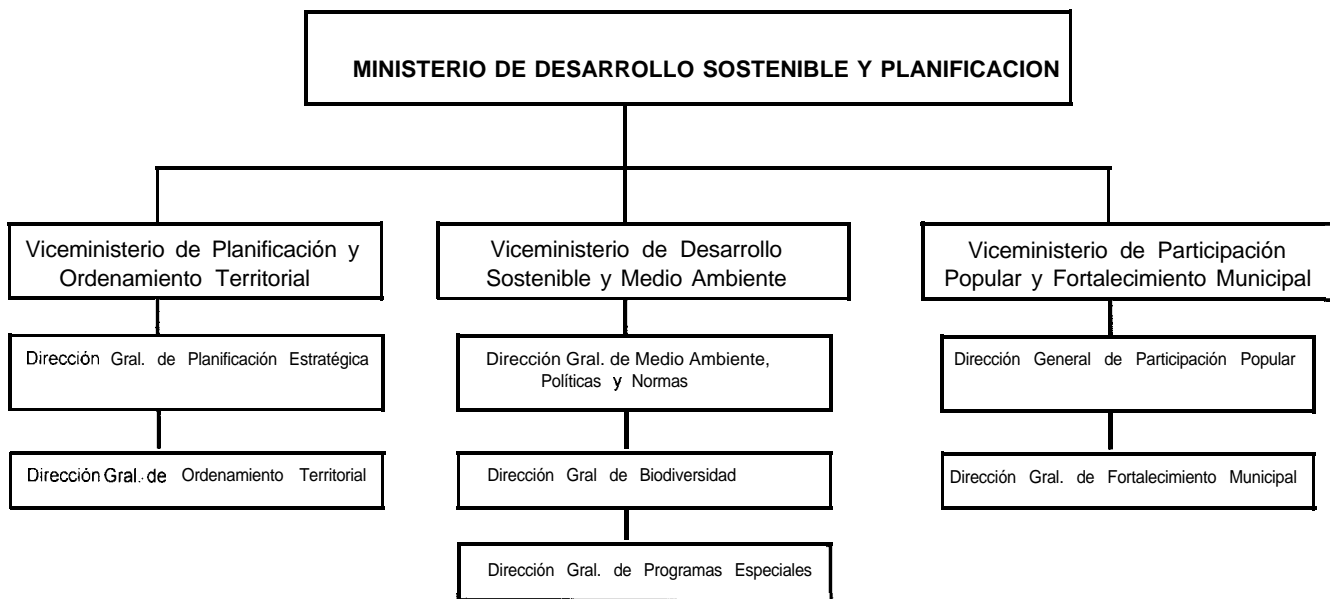 MINISTERIO DE DESARROLLO SOSTENIBLE Y PLANIFICACION
Viceministerio de Planificación y
Ordenamiento Territorial
Viceministerio de Desarrollo
Sostenible y Medio Ambiente
Viceministerio de Participación
Popular y Fortalecimiento Municipal
Dirección Gral. de Planificación Estratégica
Dirección Gral. de Medio Ambiente,
Políticas y Normas
Dirección General de Participación Popular
Dirección Gral. de Ordenamiento Territorial
Dirección Gral de Biodiversidad
Dirección Gral. de Fortalecimiento Municipal
Dirección Gral. de Programas Especiales